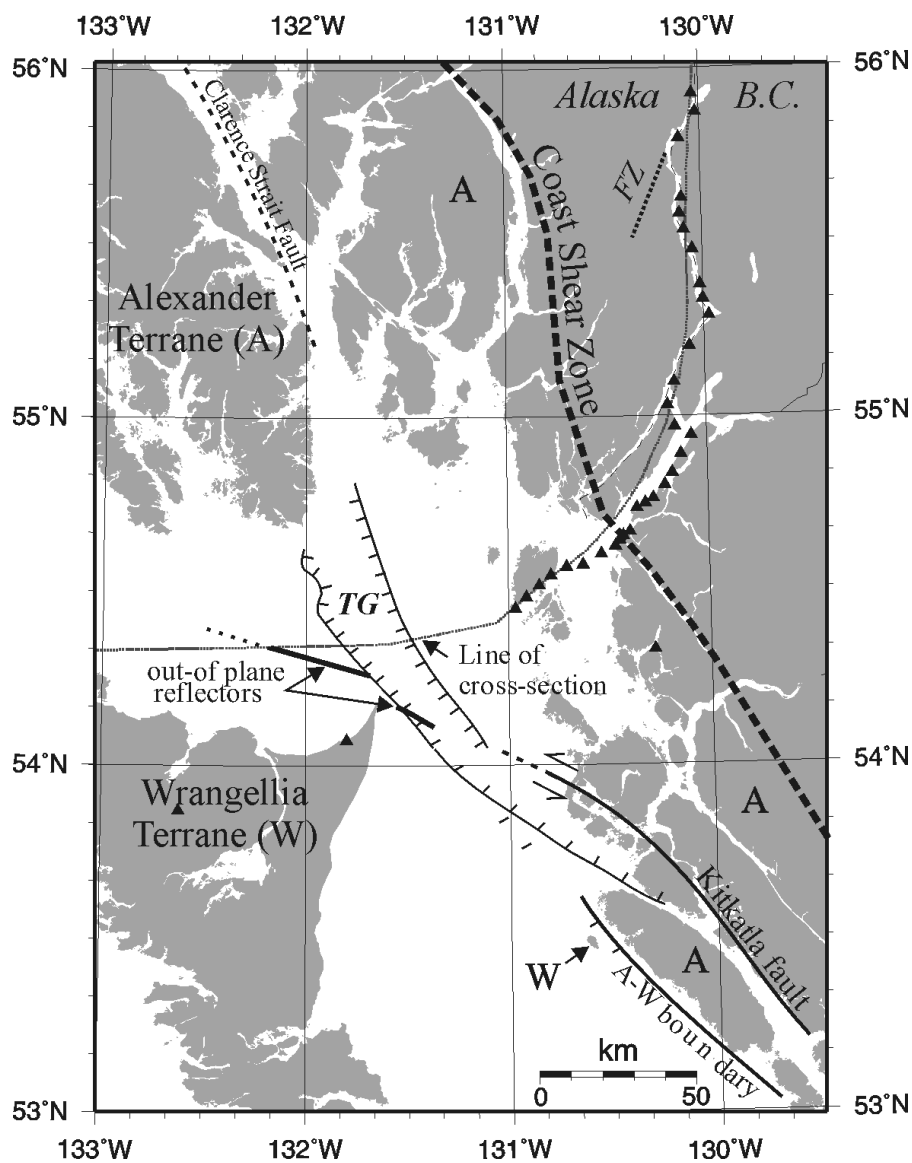 133°W 132°W 131°W 130°W
56°N 56°N
Alaska B.C.
Clarence Strait Fault
A
Coast Shear Zone
FZ
Alexander
Terrane (A)
55°N 55°N
TG
Line of
cross-section
out-of plane
reflectors
54°N 54°N
Wrangellia
Terrane (W)
A
Kitkatla fault
A
W
A-W boun dary
km
0 50
53°N 53°N
133°W 132°W 131°W 130°W